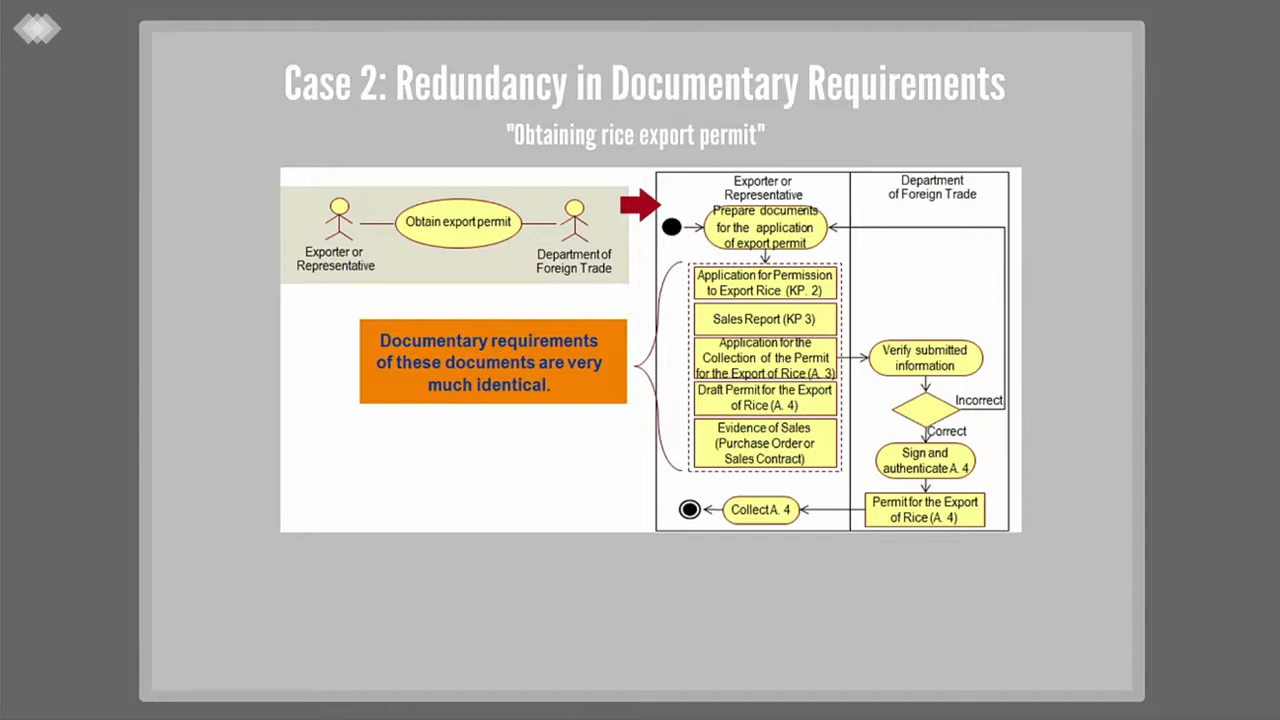 Case 2: Redundancy in Documentary Requirements
"Obtaining rice export permit"
Obtain export permit
Exporter or
Representative
Department of
Foreign Trade
Documentary requirements
of these documents are very
much identical.
Exporter or
Representative
Department
of Foreign Trade
Prepare documents
for the application
of export permit
Application for Permission
to Export Rice (KP. 2)
Sales Report (KP 3)
Application for the
Collection of the Permit
for the Export of Rice (A. 3)
Draft Permit for the Export
of Rice (A. 4)
Evidence of Sales
(Purchase Order or
Sales Contract)
Verify submitted
information
Incorrect
Correct
Sign and
authenticate A. 4
Permit for the Export
of Rice (A. 4)
Collect A. 4